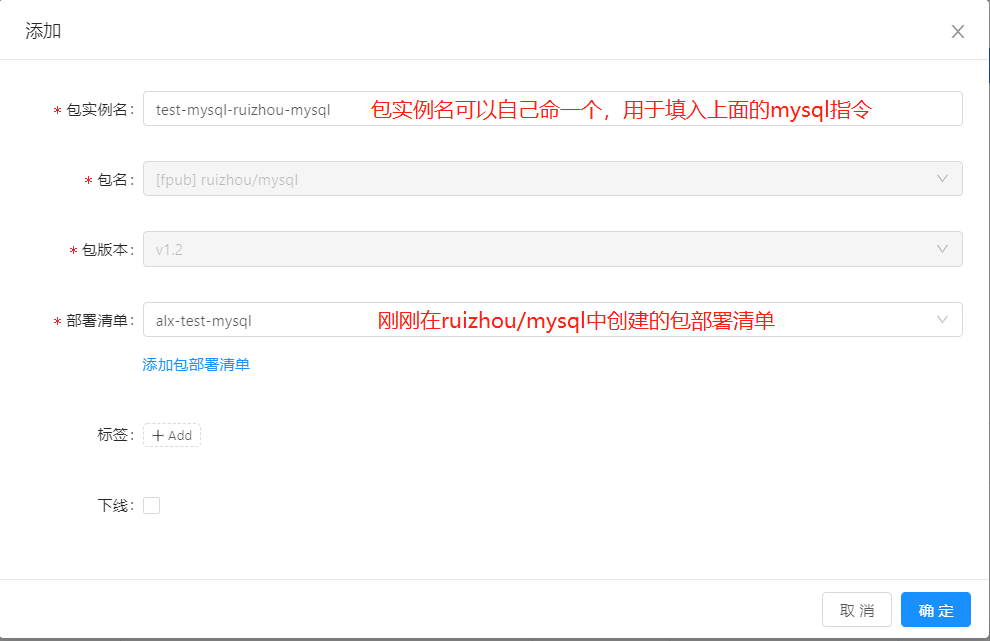 添加
* 包实例名: test-mysql-ruizhou-mysql 包实例名可以自己命一个，用于填入上面的mysql指令
* 包名: [fpub] ruizhou/mysql
* 包版本: v1.2
* 部署清单: alx-test-mysql 刚刚在ruizhou/mysql中创建的包部署清单
添加包部署清单
标签: + Add
下线:
取 消 确 定